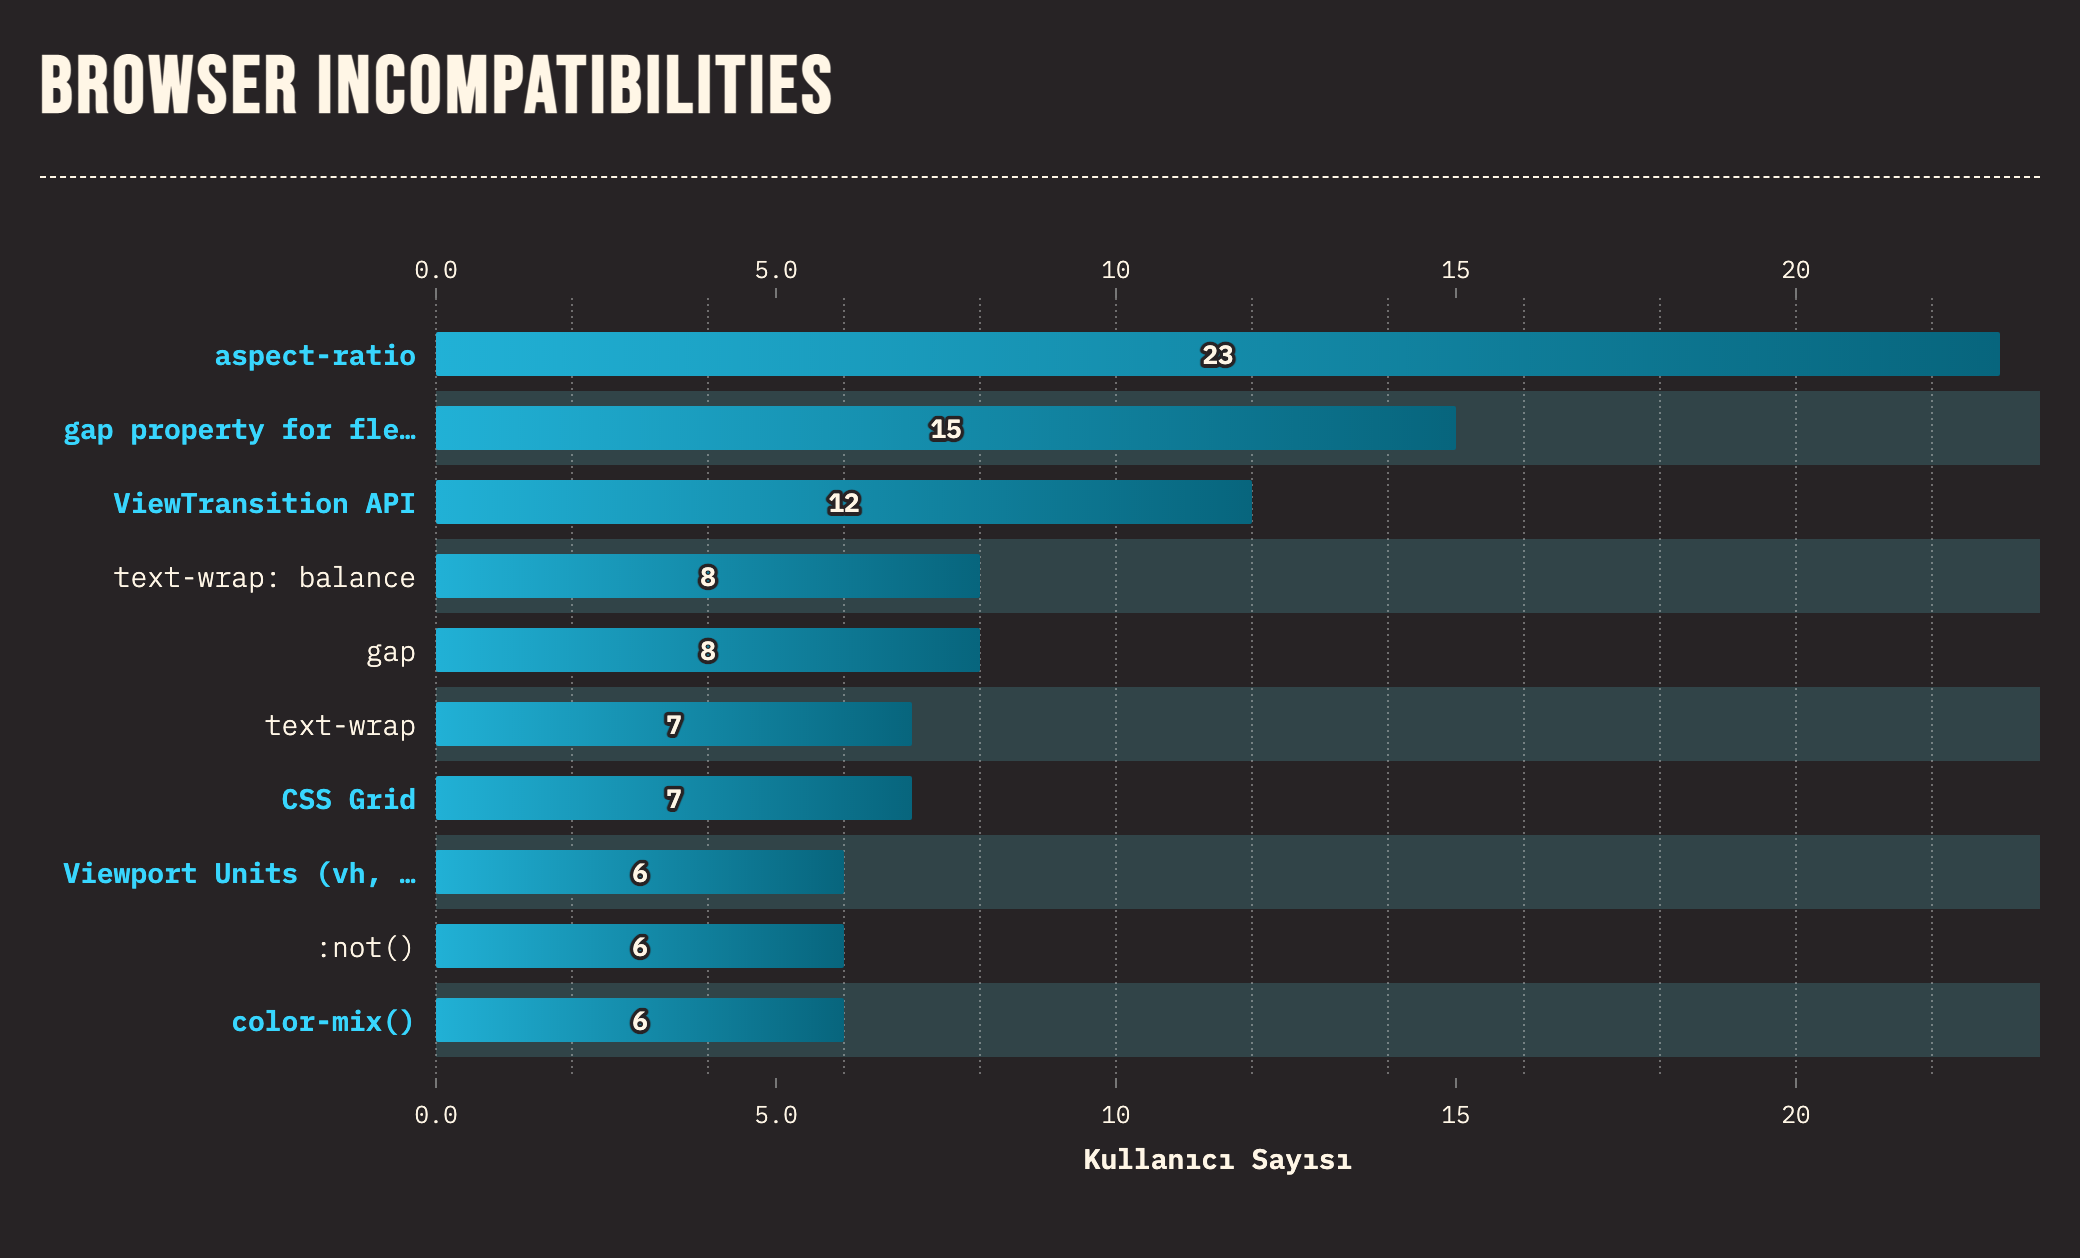 BROWSER INCOMPATIBILITIES
0.0 5.0 10 15 20
aspect-ratio 23
gap property for fle… 15
ViewTransition API 12
text-wrap: balance 8
gap 8
text-wrap 7
CSS Grid 7
Viewport Units (vh, … 6
:not() 6
color-mix() 6
0.0 5.0 10 15 20
Kullanıcı Sayısı